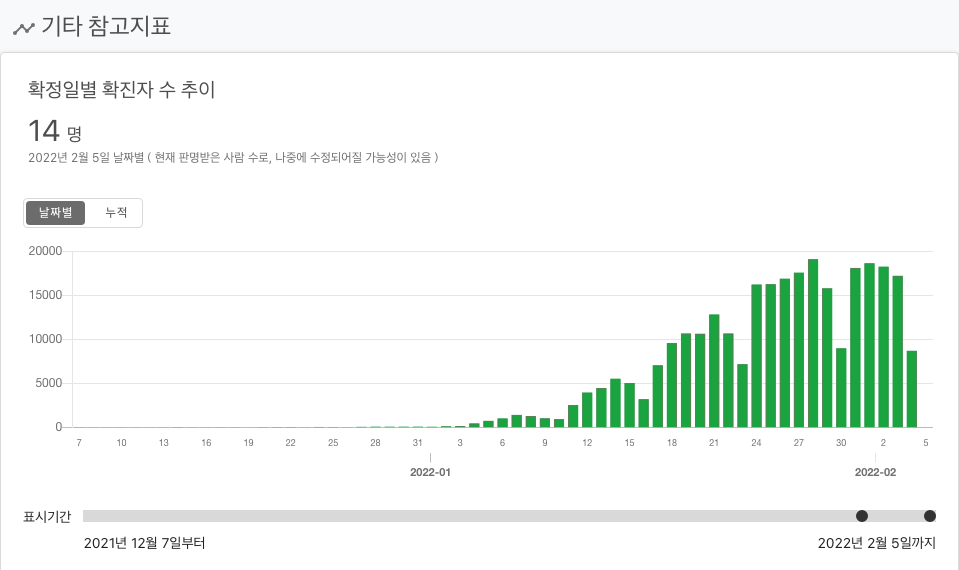 기타 참고지표
확정일별 확진자 수 추이
14 명
2022년 2월 5일 날짜별 ( 현재 판명받은 사람 수로, 나중에 수정되어질 가능성이 있음 )
날짜별 누적
20000
15000
10000
5000
0
7 10 13 16 19 22 25 28 31 3 6 9 12 15 18 21 24 27 30 2 5
2022-01 2022-02
표시기간
2021년 12월 7일부터 2022년 2월 5일까지